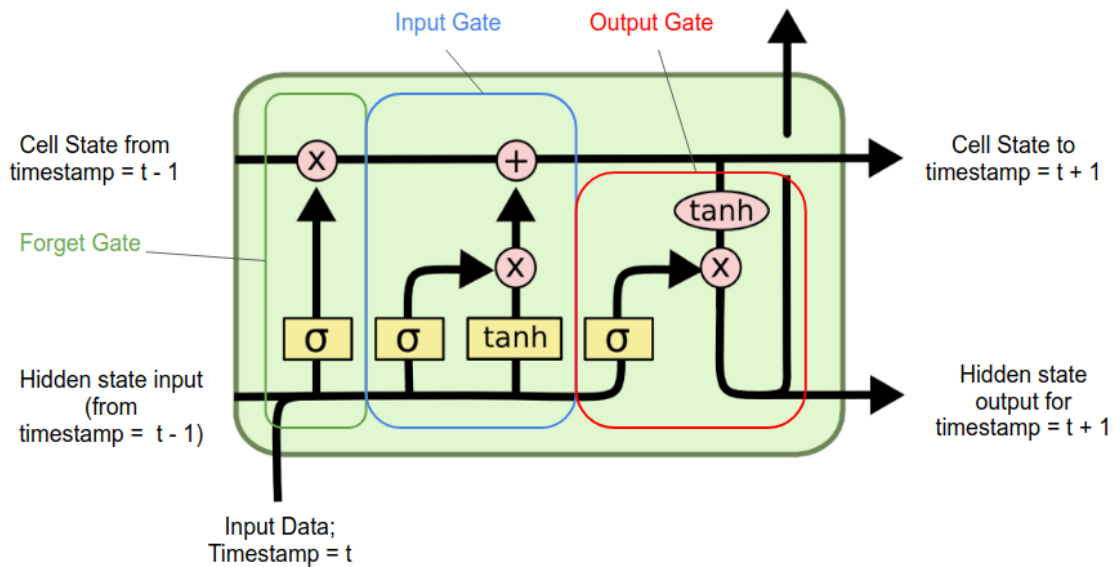 Input Gate
Output Gate
Cell State from
timestamp = t - 1
x
+
Cell State to
timestamp = t + 1
tanh
Forget Gate
x
x
σ
σ
tanh
σ
Hidden state input
(from
timestamp = t - 1)
Hidden state
output for
timestamp = t + 1
Input Data;
Timestamp = t